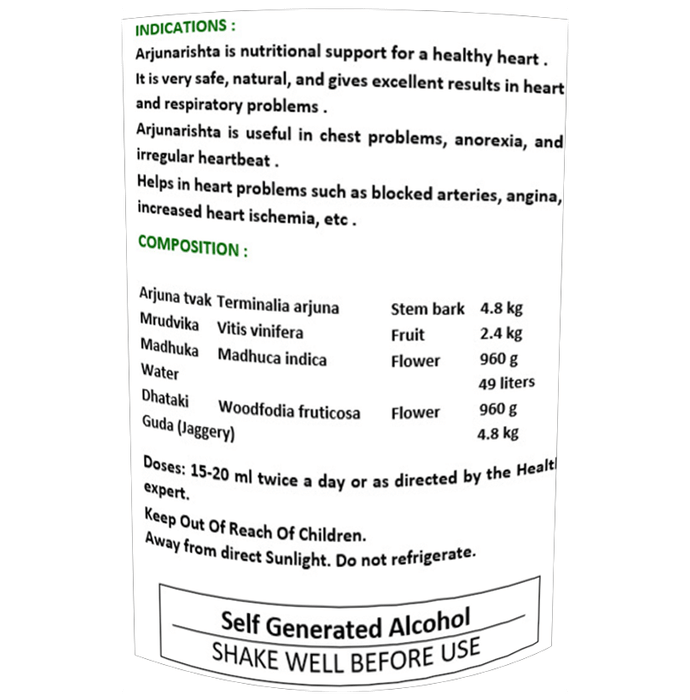 INDICATIONS :
Arjunarishta is nutritional support for a healthy heart .
It is very safe, natural, and gives excellent results in heart
and respiratory problems .
Arjunarishta is useful in chest problems, anorexia, and
irregular heartbeat .
Helps in heart problems such as blocked arteries, angina,
increased heart ischemia, etc .
COMPOSITION :
Arjuna tvak Terminalia arjuna Stem bark 4.8 kg
Mrudvika Vitis vinifera Fruit 2.4 kg
Madhuka Madhuca indica Flower 960 g
Water 49 liters
Dhataki Woodfodia fruticosa Flower 960 g
Guda (Jaggery) 4.8 kg
Doses: 15-20 ml twice a day or as directed by the Health
expert.
Keep Out Of Reach Of Children.
Away from direct Sunlight. Do not refrigerate.
Self Generated Alcohol
SHAKE WELL BEFORE USE